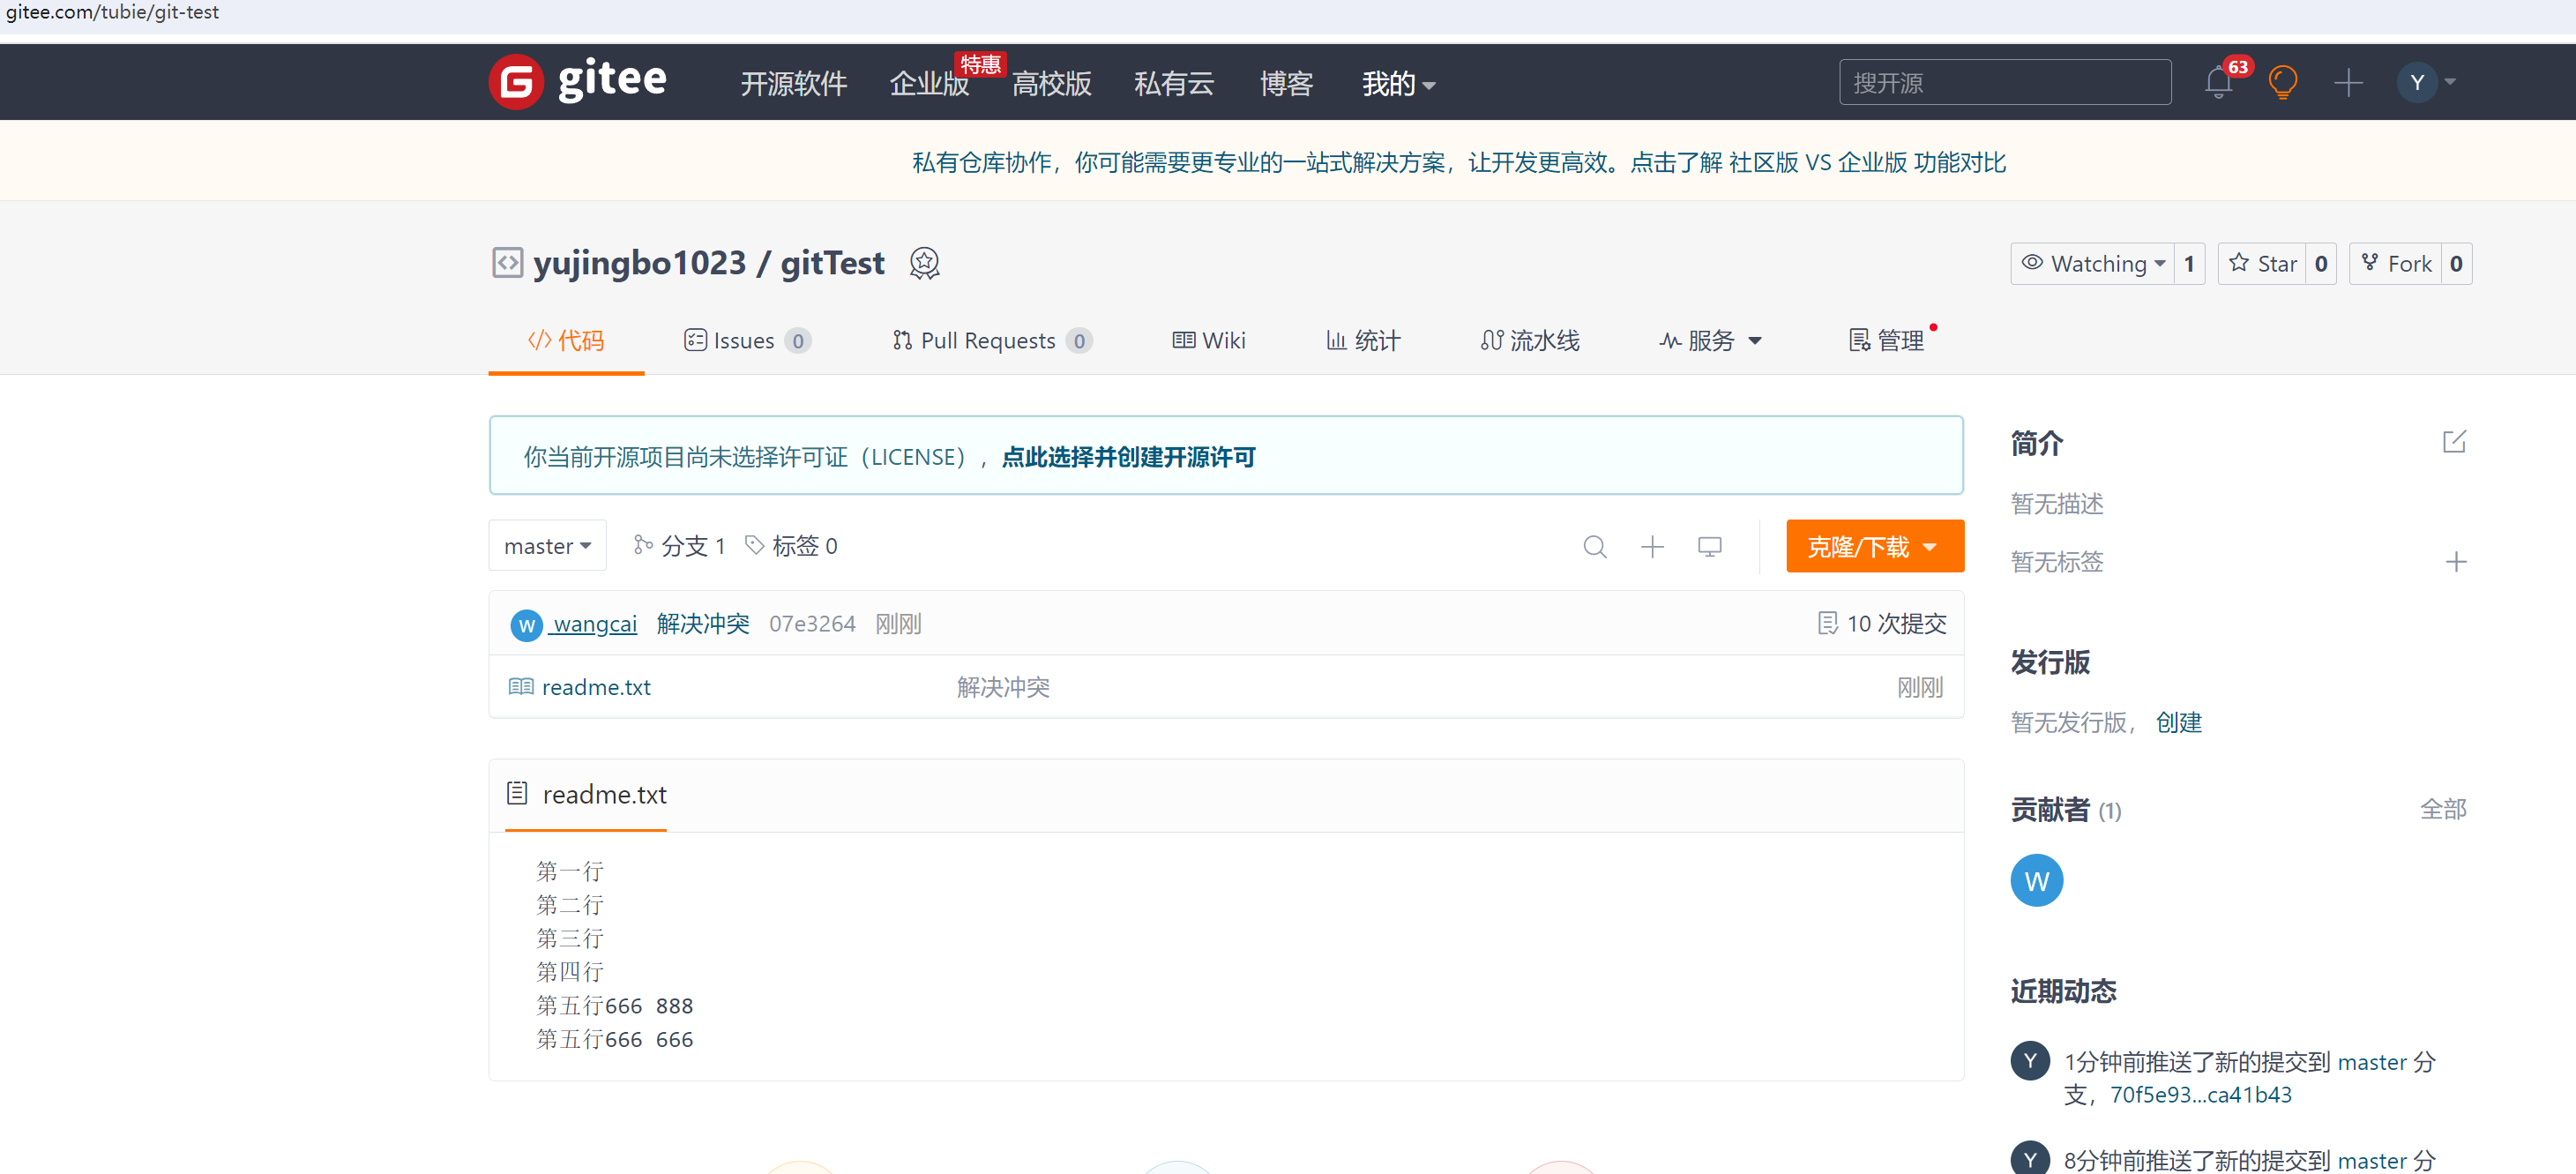 gitee.com/tubie/git-test
gitee 开源软件 企业版 特惠 高校版 私有云 博客 我的 搜开源 63 Y
私有仓库协作，你可能需要更专业的一站式解决方案，让开发更高效。点击了解 社区版 VS 企业版 功能对比
yujingbo1023 / gitTest Watching 1 Star 0 Fork 0
代码 Issues 0 Pull Requests 0 Wiki 统计 流水线 服务 管理
你当前开源项目尚未选择许可证（LICENSE），点此选择并创建开源许可
master 分支 1 标签 0 克隆/下载
W wangcai 解决冲突 07e3264 刚刚 10 次提交
readme.txt 解决冲突 刚刚
readme.txt
第一行
第二行
第三行
第四行
第五行666 888
第五行666 666
简介
暂无描述
暂无标签
发行版
暂无发行版， 创建
贡献者 (1) 全部
W
近期动态
Y 1分钟前推送了新的提交到 master 分
支，70f5e93...ca41b43
Y 8分钟前推送了新的提交到 master 分